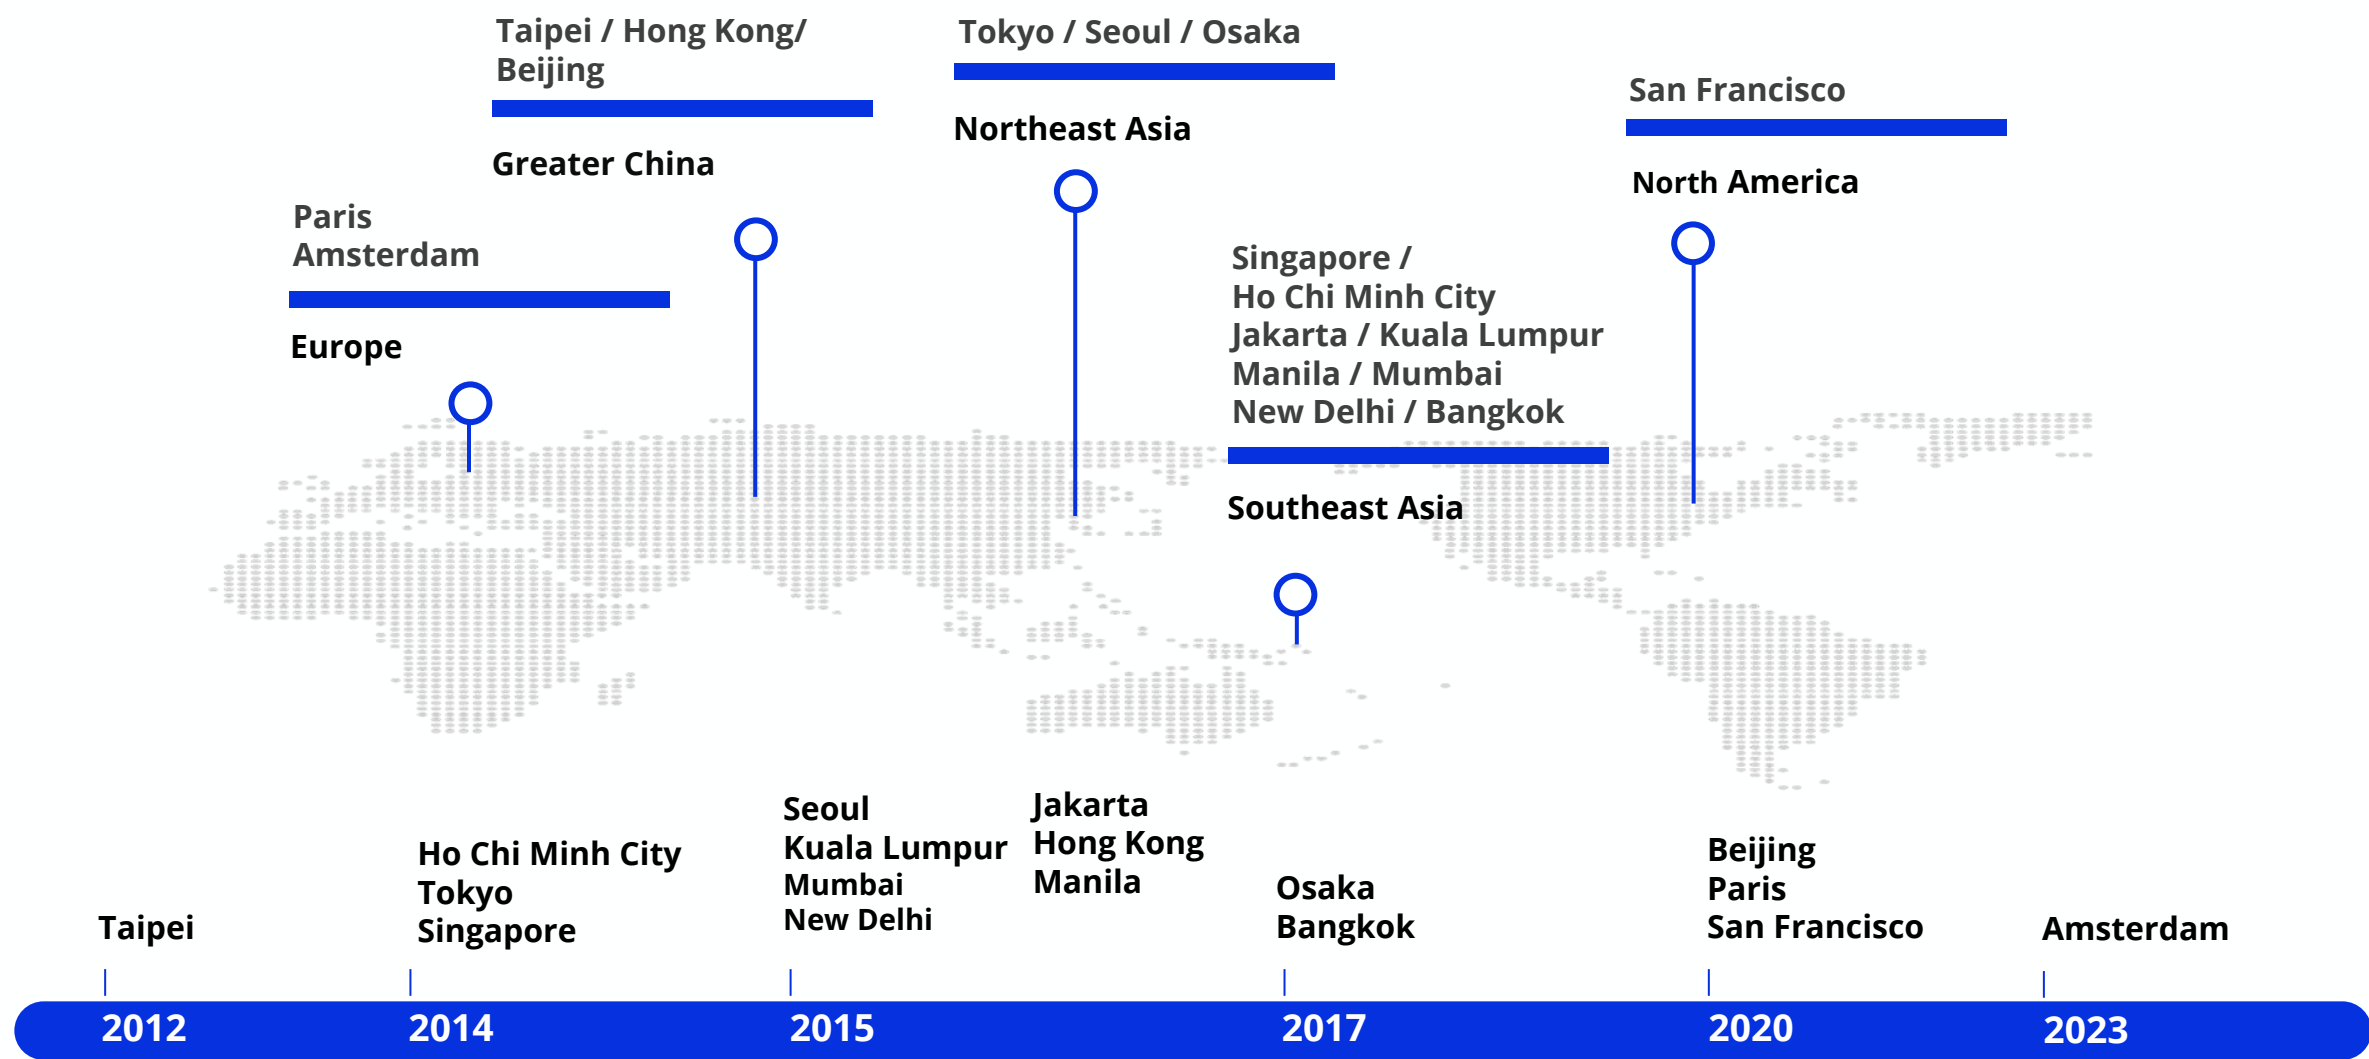 Taipei / Hong Kong/
Beijing
Greater China
Tokyo / Seoul / Osaka
Northeast Asia
San Francisco
North America
Paris
Amsterdam
Europe
Singapore /
Ho Chi Minh City
Jakarta / Kuala Lumpur
Manila / Mumbai
New Delhi / Bangkok
Southeast Asia
Taipei
Ho Chi Minh City
Tokyo
Singapore
Seoul
Kuala Lumpur
Mumbai
New Delhi
Jakarta
Hong Kong
Manila
Osaka
Bangkok
Beijing
Paris
San Francisco
Amsterdam
2012
2014
2015
2017
2020
2023